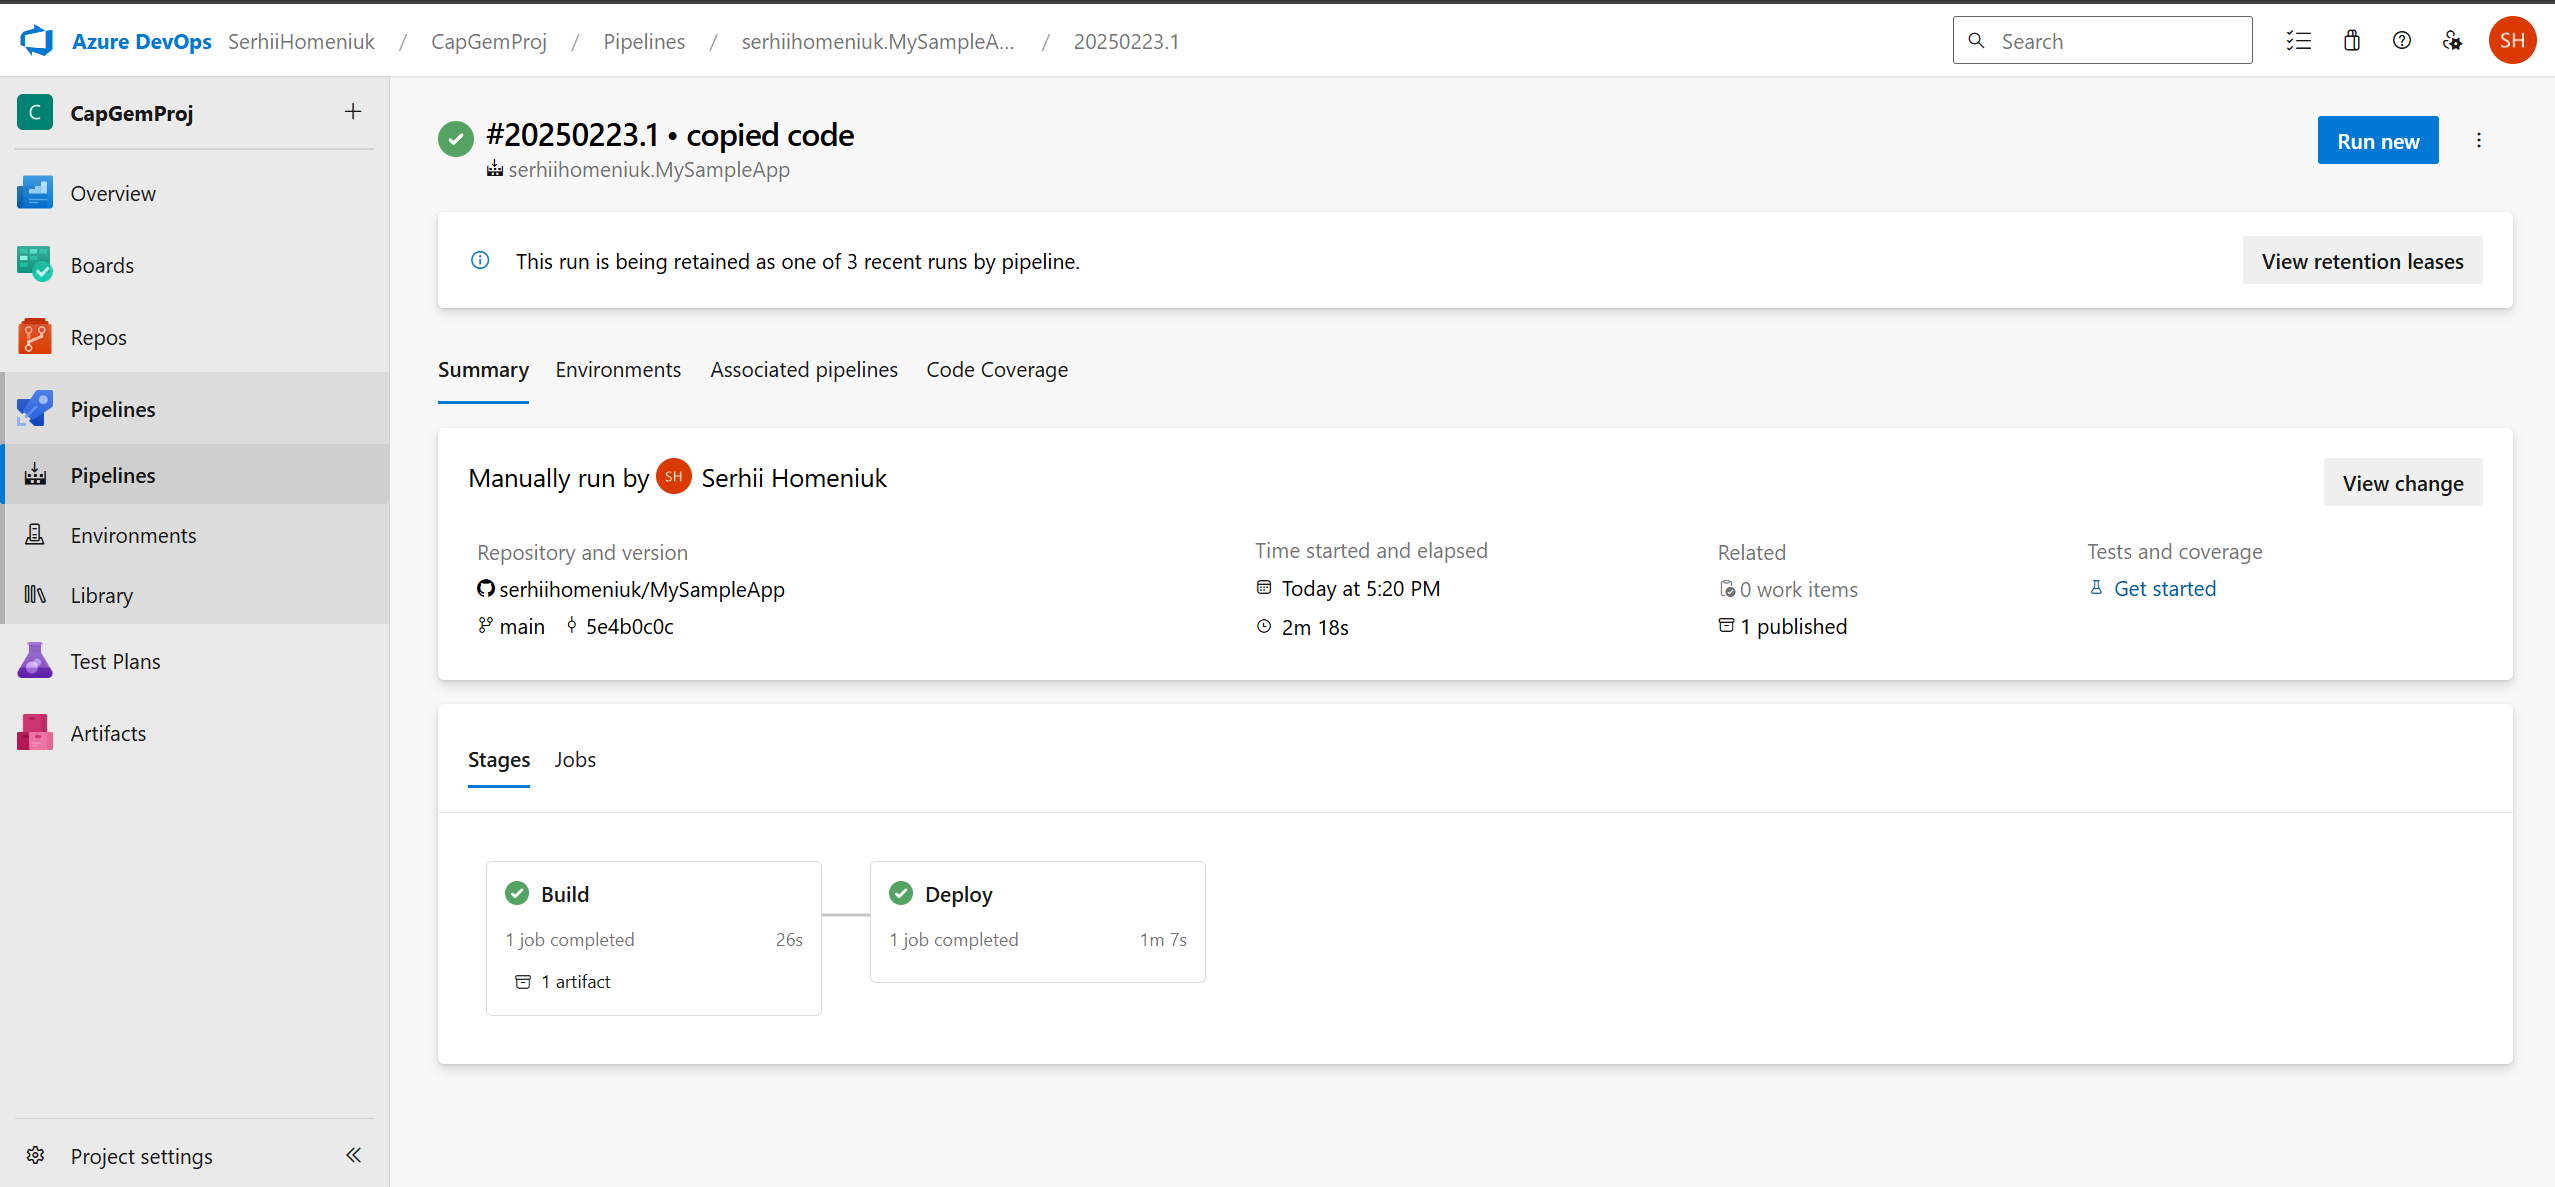 Azure DevOps SerhiiHomeniuk / CapGemProj / Pipelines / serhiihomeniuk.MySampleA... / 20250223.1
Search
SH
C CapGemProj
Overview
Boards
Repos
Pipelines
Pipelines
Environments
Library
Test Plans
Artifacts
Project settings
#20250223.1 • copied code
serhiihomeniuk.MySampleApp
Run new
This run is being retained as one of 3 recent runs by pipeline.
View retention leases
Summary Environments Associated pipelines Code Coverage
Manually run by SH Serhii Homeniuk
View change
Repository and version
serhiihomeniuk/MySampleApp
main 5e4b0c0c
Time started and elapsed
Today at 5:20 PM
2m 18s
Related
0 work items
1 published
Tests and coverage
Get started
Stages Jobs
Build
1 job completed 26s
1 artifact
Deploy
1 job completed 1m 7s